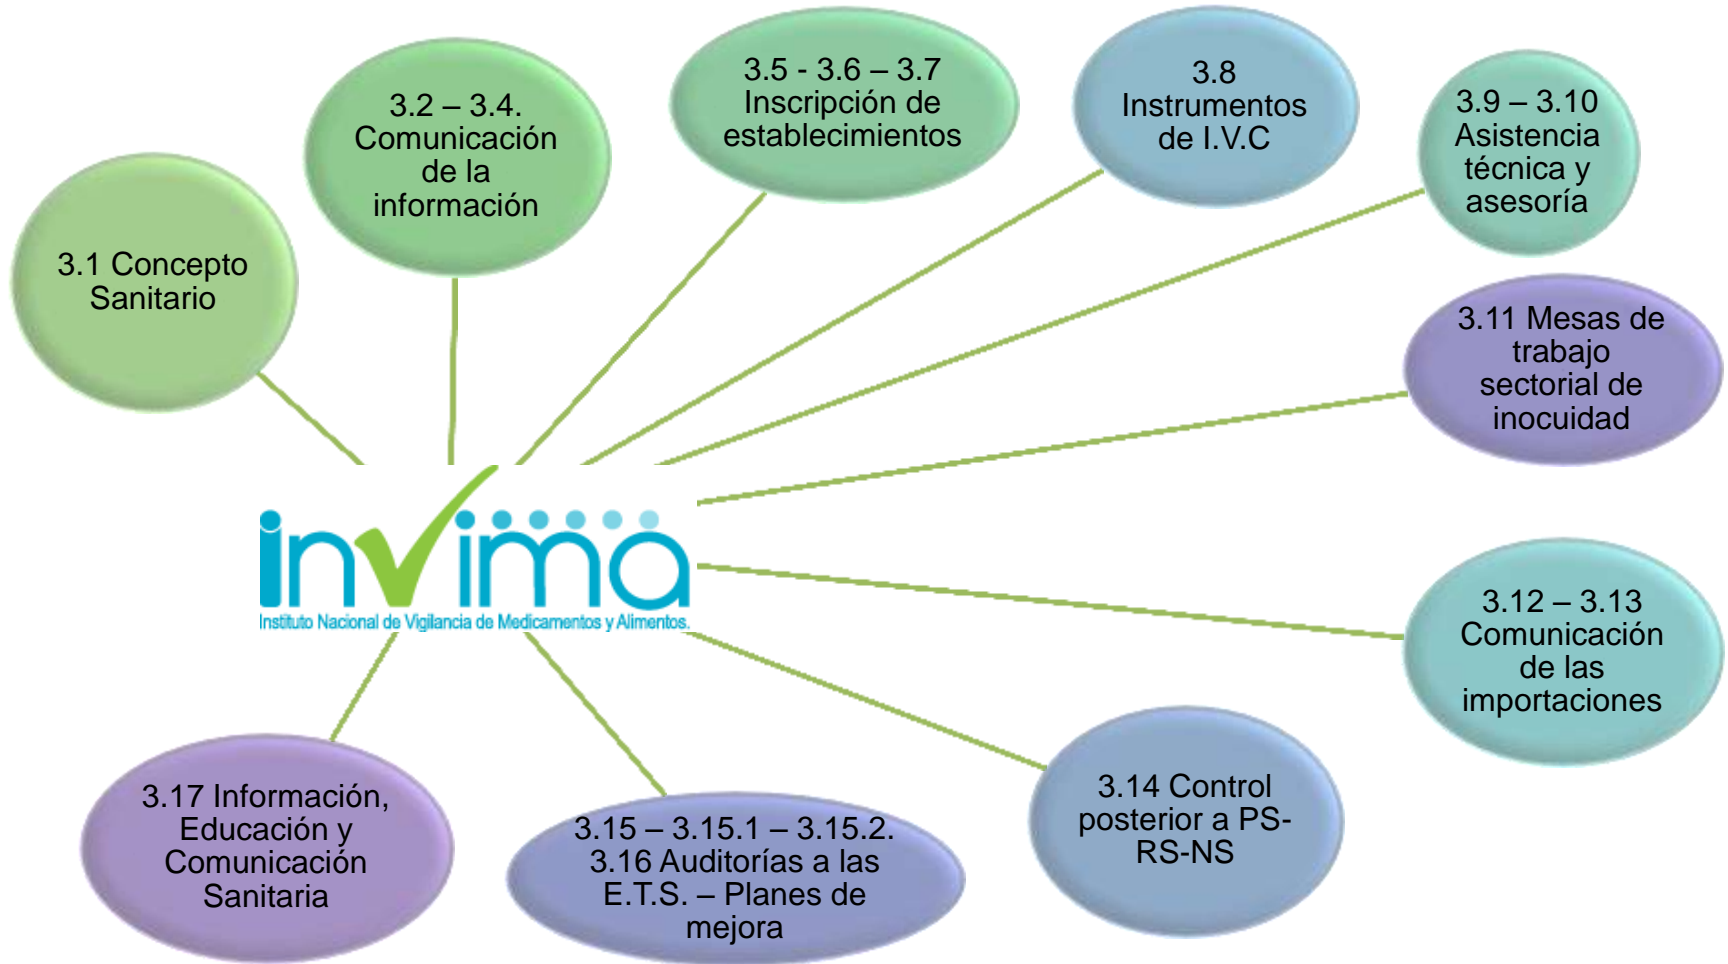 3.1 Concepto
Sanitario
3.2 – 3.4.
Comunicación
de la
información
3.5 - 3.6 – 3.7
Inscripción de
establecimientos
3.8
Instrumentos
de I.V.C
3.9 – 3.10
Asistencia
técnica y
asesoría
3.11 Mesas de
trabajo
sectorial de
inocuidad
3.12 – 3.13
Comunicación
de las
importaciones
3.14 Control
posterior a PS-
RS-NS
3.15 – 3.15.1 – 3.15.2.
3.16 Auditorías a las
E.T.S. – Planes de
mejora
3.17 Información,
Educación y
Comunicación
Sanitaria
invima
Instituto Nacional de Vigilancia de Medicamentos y Alimentos.